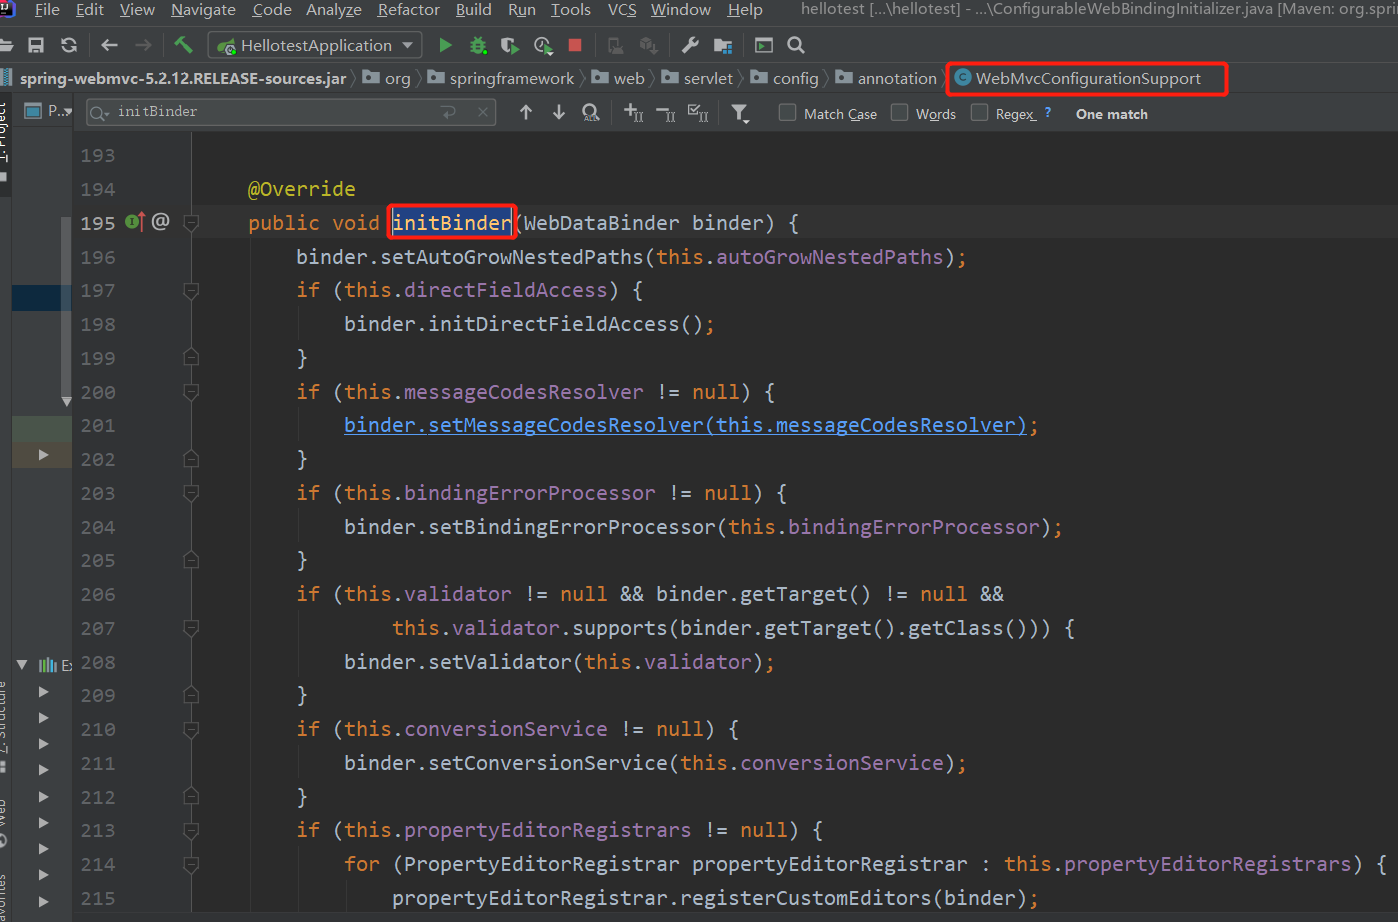 File Edit View Navigate Code Analyze Refactor Build Run Tools VCS Window Help hellotest [...\hellotest] - ...\ConfigurableWebBindingInitializer.java [Maven: org.sprin
HellotestApplication
spring-webmvc-5.2.12.RELEASE-sources.jar org springframework web servlet config annotation WebMvcConfigurationSupport
P... initBinder Match Case Words Regex ? One match
193
194 @Override
195 public void initBinder(WebDataBinder binder) {
196 binder.setAutoGrowNestedPaths(this.autoGrowNestedPaths);
197 if (this.directFieldAccess) {
198 binder.initDirectFieldAccess();
199 }
200 if (this.messageCodesResolver != null) {
201 binder.setMessageCodesResolver(this.messageCodesResolver);
202 }
203 if (this.bindingErrorProcessor != null) {
204 binder.setBindingErrorProcessor(this.bindingErrorProcessor);
205 }
206 if (this.validator != null && binder.getTarget() != null &&
207 this.validator.supports(binder.getTarget().getClass())) {
Ex 208 binder.setValidator(this.validator);
209 }
210 if (this.conversionService != null) {
211 binder.setConversionService(this.conversionService);
212 }
213 if (this.propertyEditorRegistrars != null) {
214 for (PropertyEditorRegistrar propertyEditorRegistrar : this.propertyEditorRegistrars) {
215 propertyEditorRegistrar.registerCustomEditors(binder);